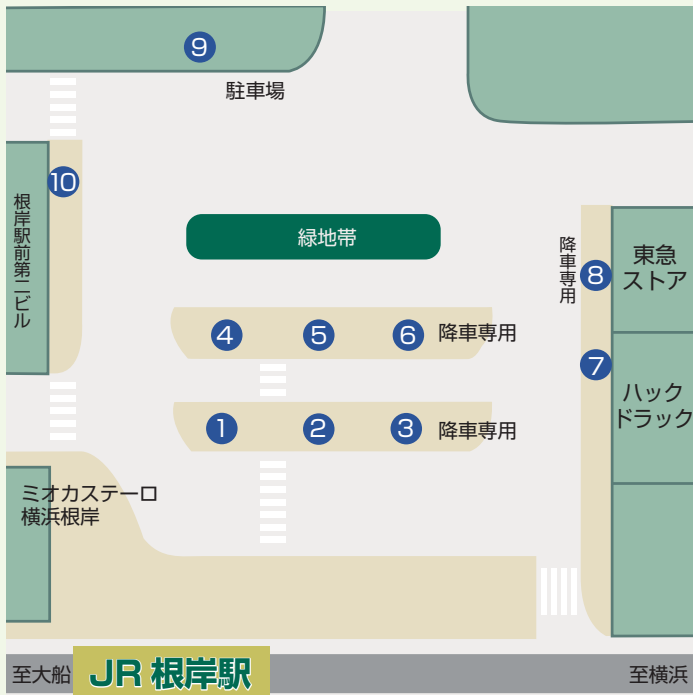 9
駐車場
10
根岸駅前第二ビル
緑地帯
降車専用
8
東急
ストア
4 5 6 降車専用
7
ハック
ドラック
1 2 3 降車専用
ミオカステーロ
横浜根岸
至大船
JR 根岸駅
至横浜